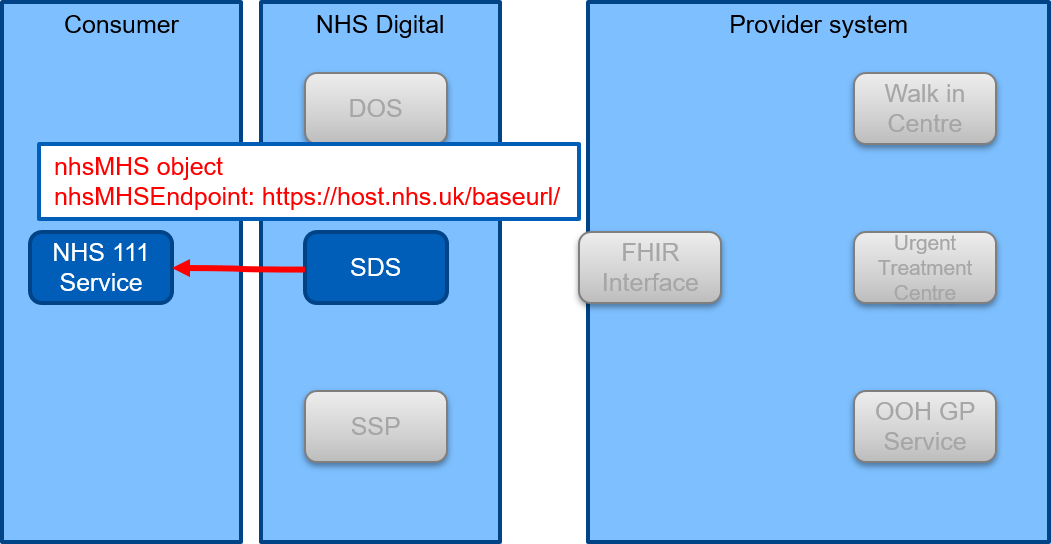 Consumer
NHS Digital
Provider system
DOS
Walk in
Centre
nhsMHS object
nhsMHSEndpoint: https://host.nhs.uk/baseurl/
NHS 111
Service
SDS
FHIR
Interface
Urgent
Treatment
Centre
SSP
OOH GP
Service